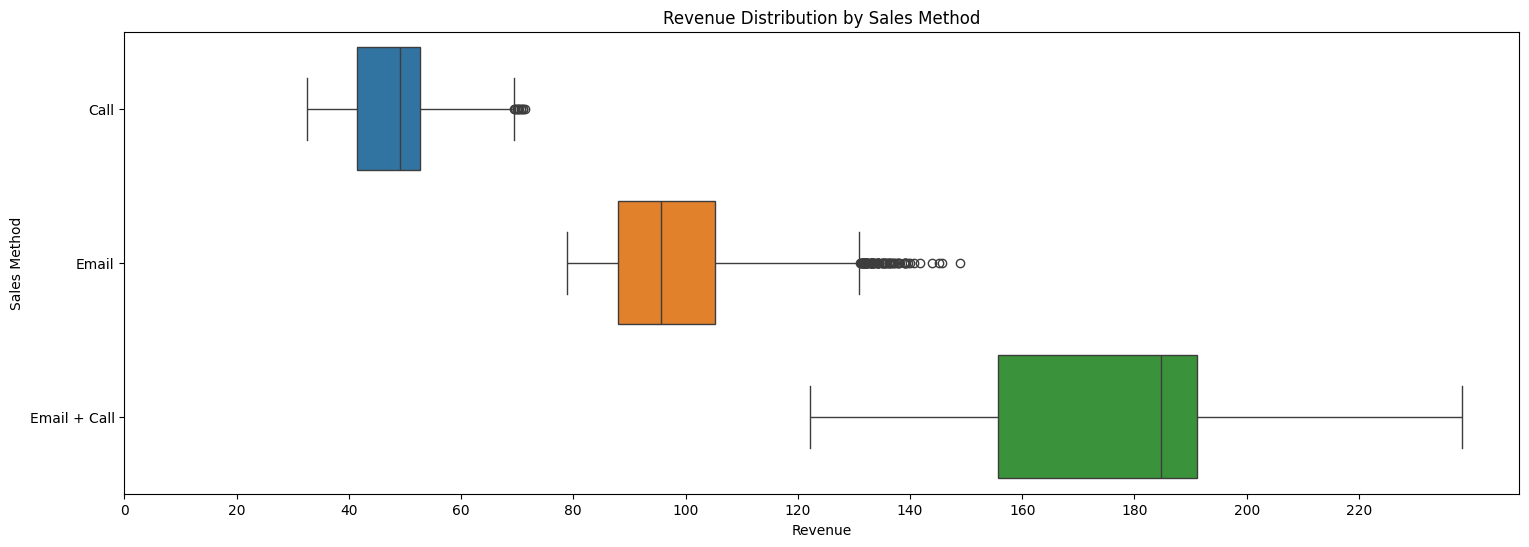 Revenue Distribution by Sales Method
Sales Method
Call
Email
Email + Call
0 20 40 60 80 100 120 140 160 180 200 220
Revenue